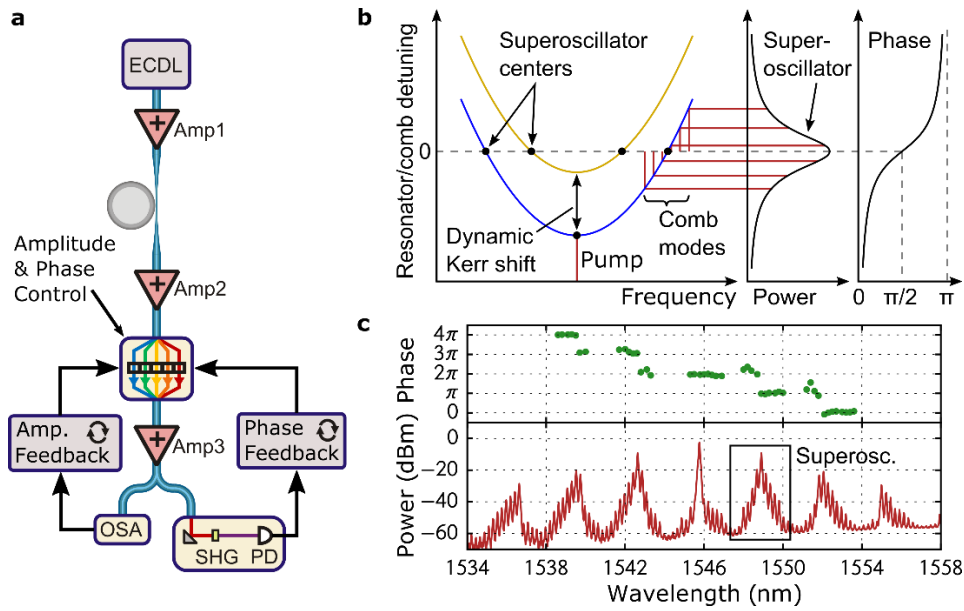 a
ECDL
Amp1
Amplitude
& Phase
Control
Amp2
Amp.
Feedback
Phase
Feedback
Amp3
OSA
SHG PD
b
Resonator/comb detuning
0
Superoscillator
centers
Dynamic
Kerr shift
Pump
Comb
modes
Frequency
Super-
oscillator
Power
Phase
0 π/2 π
c
Phase
4π
3π
2π
π
0
Power (dBm)
0
−20
−40
−60
Superosc.
1534 1538 1542 1546 1550 1554 1558
Wavelength (nm)